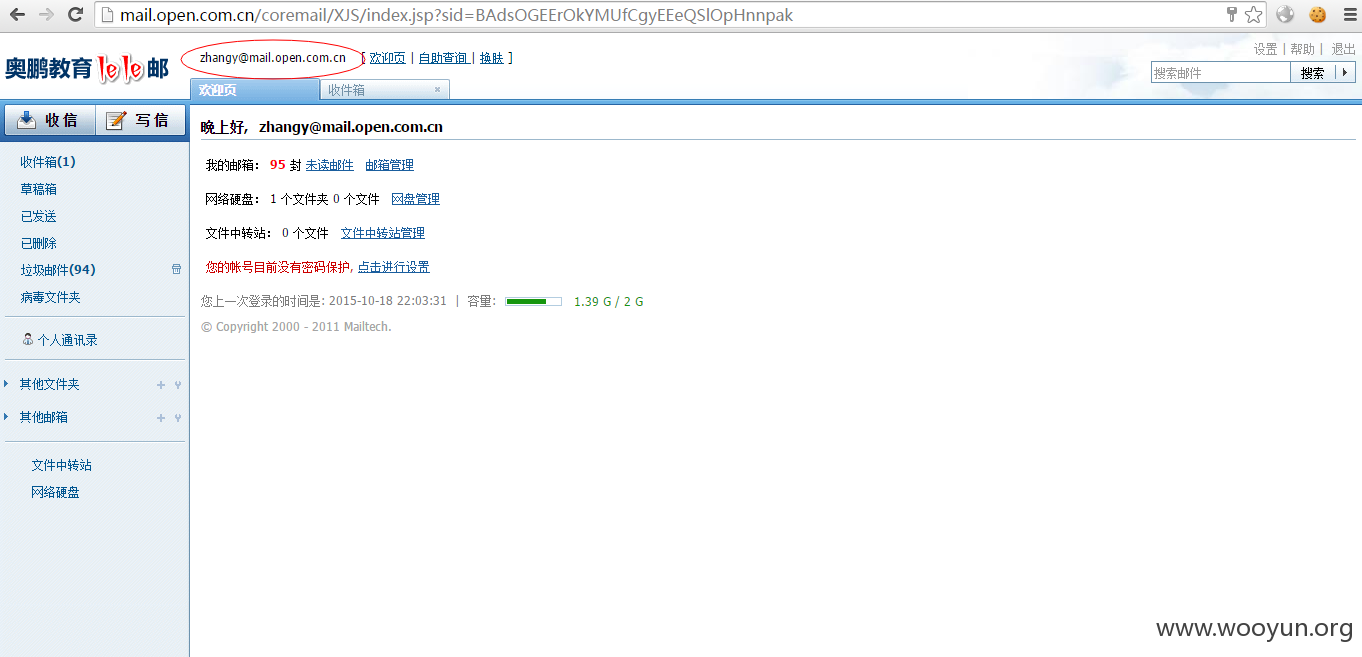 mail.open.com.cn/coremail/XJS/index.jsp?sid=BAdsOGEErOkYMUfCgyEEeQSlOpHnnpak
奥鹏教育lele邮
zhangy@mail.open.com.cn [ 欢迎页 | 自助查询 | 换肤 ]
设置 | 帮助 | 退出
搜索邮件 搜索
欢迎页 收件箱 ×
收信 写信
晚上好, zhangy@mail.open.com.cn
收件箱(1)
草稿箱
已发送
已删除
垃圾邮件(94)
病毒文件夹
个人通讯录
其他文件夹
其他邮箱
文件中转站
网络硬盘
我的邮箱: 95 封 未读邮件 邮箱管理
网络硬盘: 1 个文件夹 0 个文件 网盘管理
文件中转站: 0 个文件 文件中转站管理
您的帐号目前没有密码保护, 点击进行设置
您上一次登录的时间是: 2015-10-18 22:03:31 | 容量: 1.39 G / 2 G
© Copyright 2000 - 2011 Mailtech.
www.wooyun.org